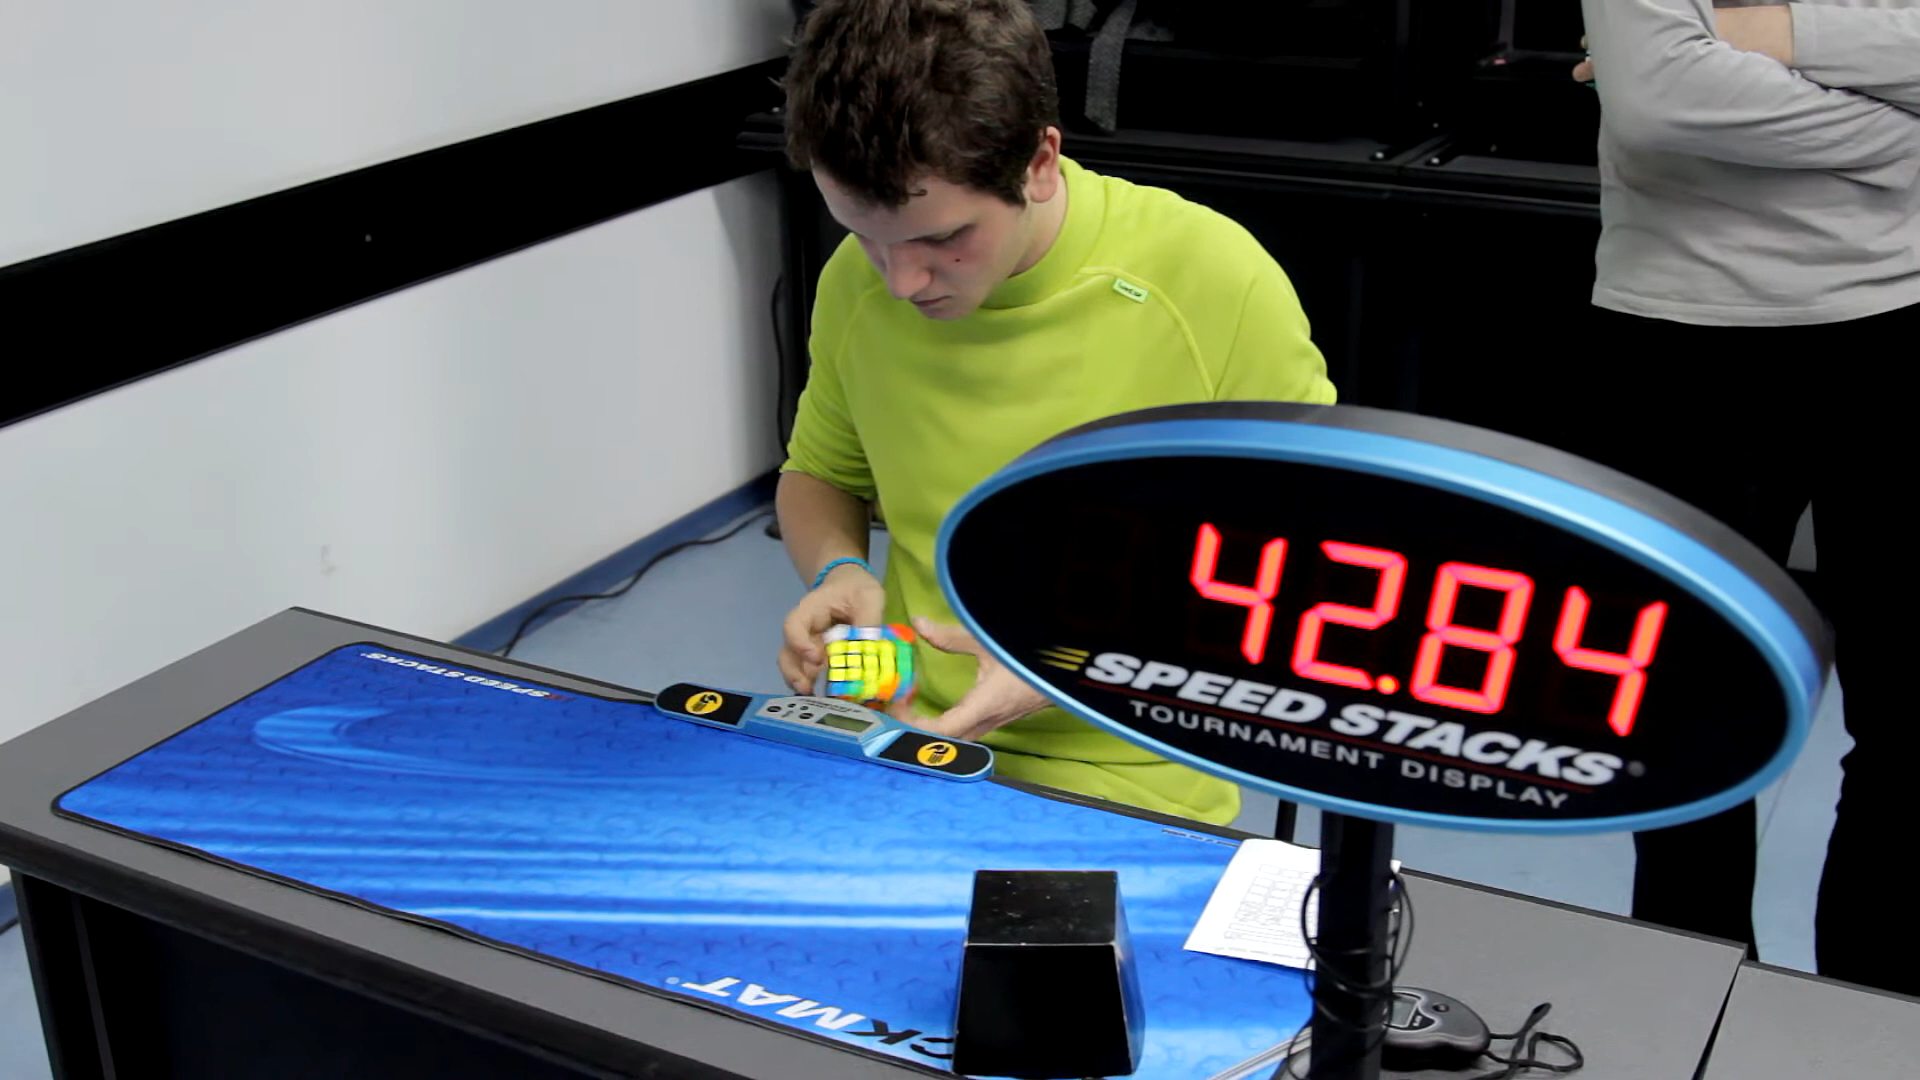 42.84
SPEED STACKS
TOURNAMENT DISPLAY
SPEED STACKS
CKMAT